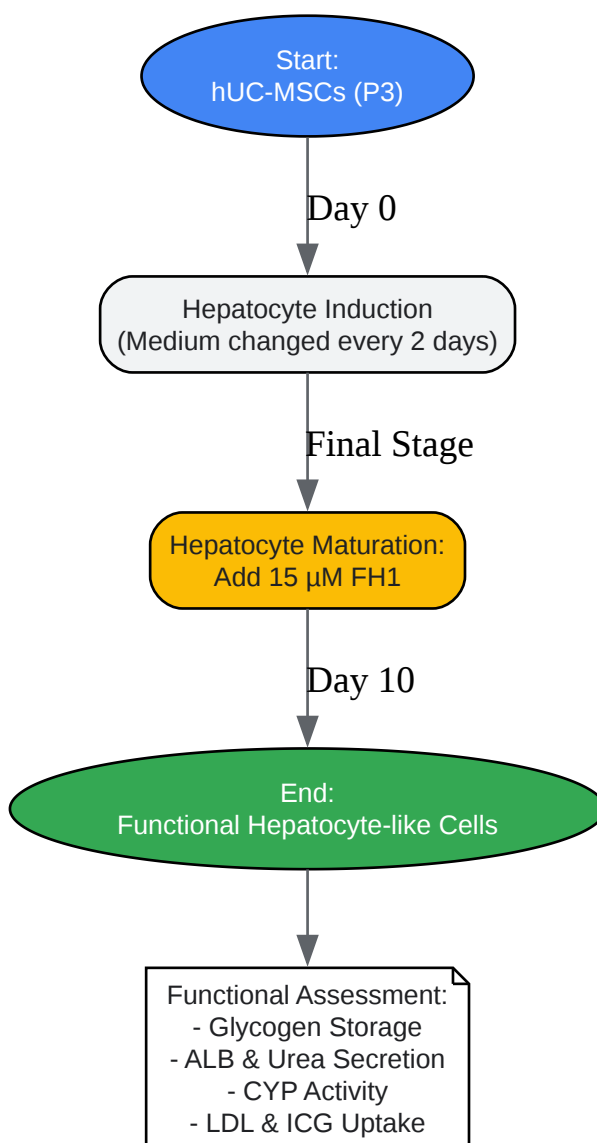 Start:
hUC-MSCs (P3)
Day 0
Hepatocyte Induction
(Medium changed every 2 days)
Final Stage
Hepatocyte Maturation:
Add 15 µM FH1
Day 10
End:
Functional Hepatocyte-like Cells
Functional Assessment:
- Glycogen Storage
- ALB & Urea Secretion
- CYP Activity
- LDL & ICG Uptake